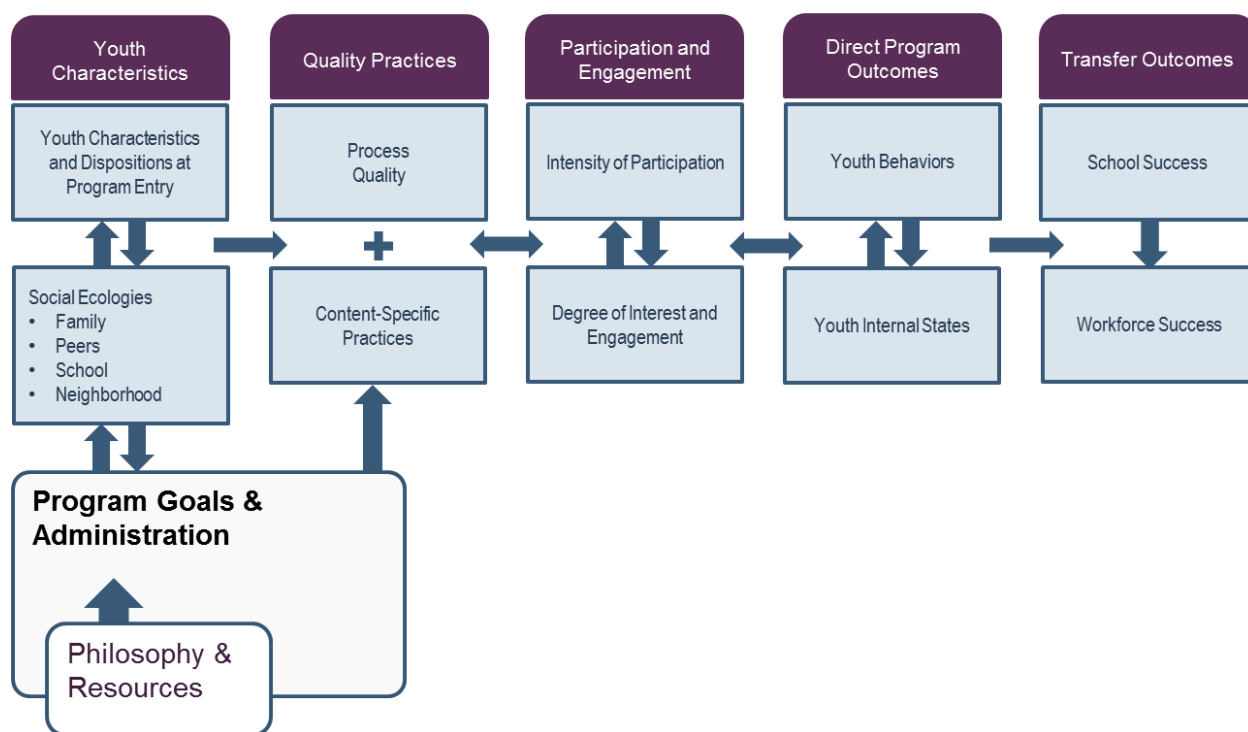 Youth
Characteristics
Quality Practices
Participation and
Engagement
Direct Program
Outcomes
Transfer Outcomes
Youth Characteristics
and Dispositions at
Program Entry
Process
Quality
Intensity of Participation
Youth Behaviors
School Success
Social Ecologies
• Family
• Peers
• School
• Neighborhood
Content-Specific
Practices
Degree of Interest and
Engagement
Youth Internal States
Workforce Success
Program Goals &
Administration
Philosophy &
Resources